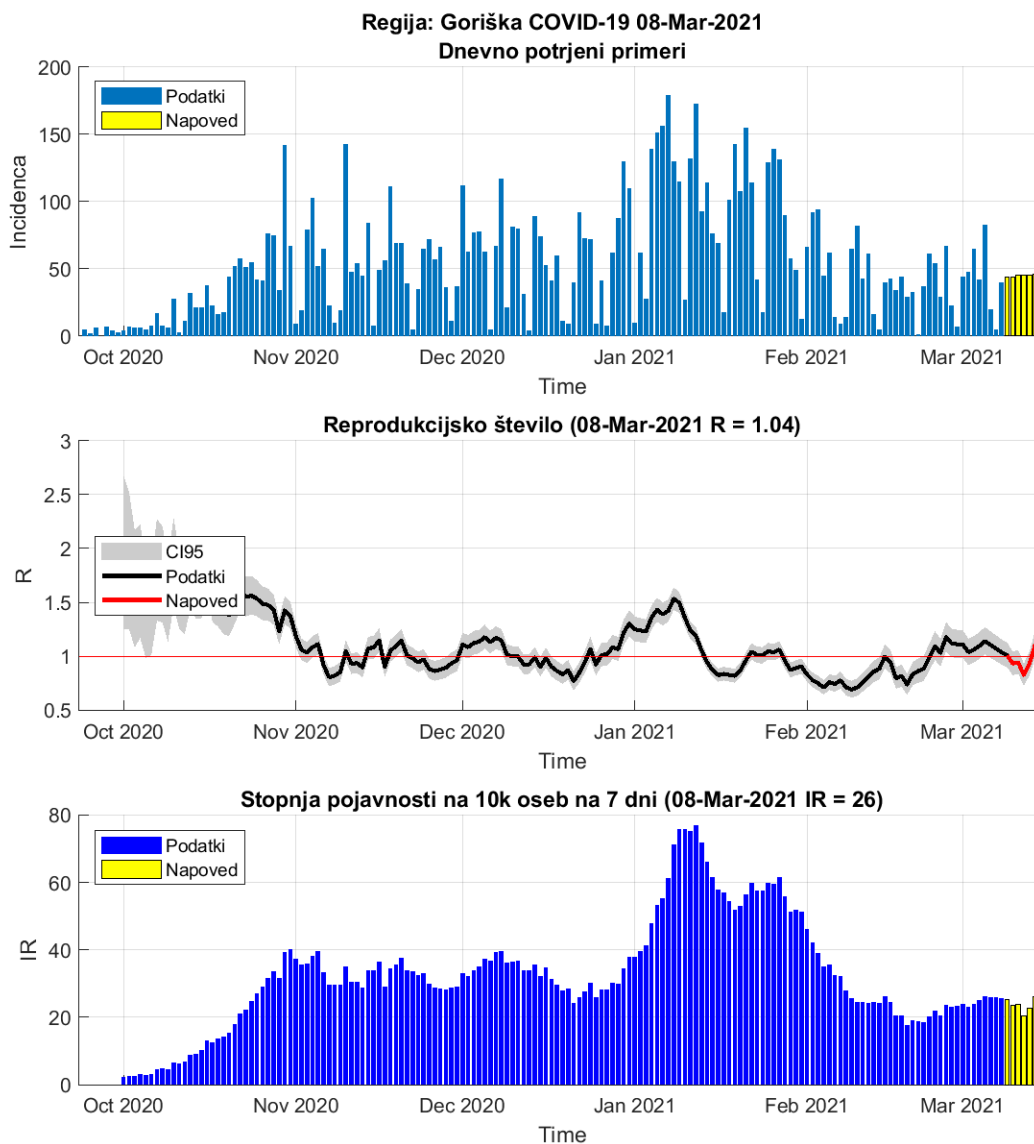 Regija: Goriška COVID-19 08-Mar-2021
Dnevno potrjeni primeri
200
150
100
50
0
Incidenca
Podatki
Napoved
Oct 2020 Nov 2020 Dec 2020 Jan 2021 Feb 2021 Mar 2021
Time
Reprodukcijsko število (08-Mar-2021 R = 1.04)
3
2.5
2
1.5
1
0.5
R
CI95
Podatki
Napoved
Oct 2020 Nov 2020 Dec 2020 Jan 2021 Feb 2021 Mar 2021
Time
Stopnja pojavnosti na 10k oseb na 7 dni (08-Mar-2021 IR = 26)
80
60
40
20
0
IR
Podatki
Napoved
Oct 2020 Nov 2020 Dec 2020 Jan 2021 Feb 2021 Mar 2021
Time